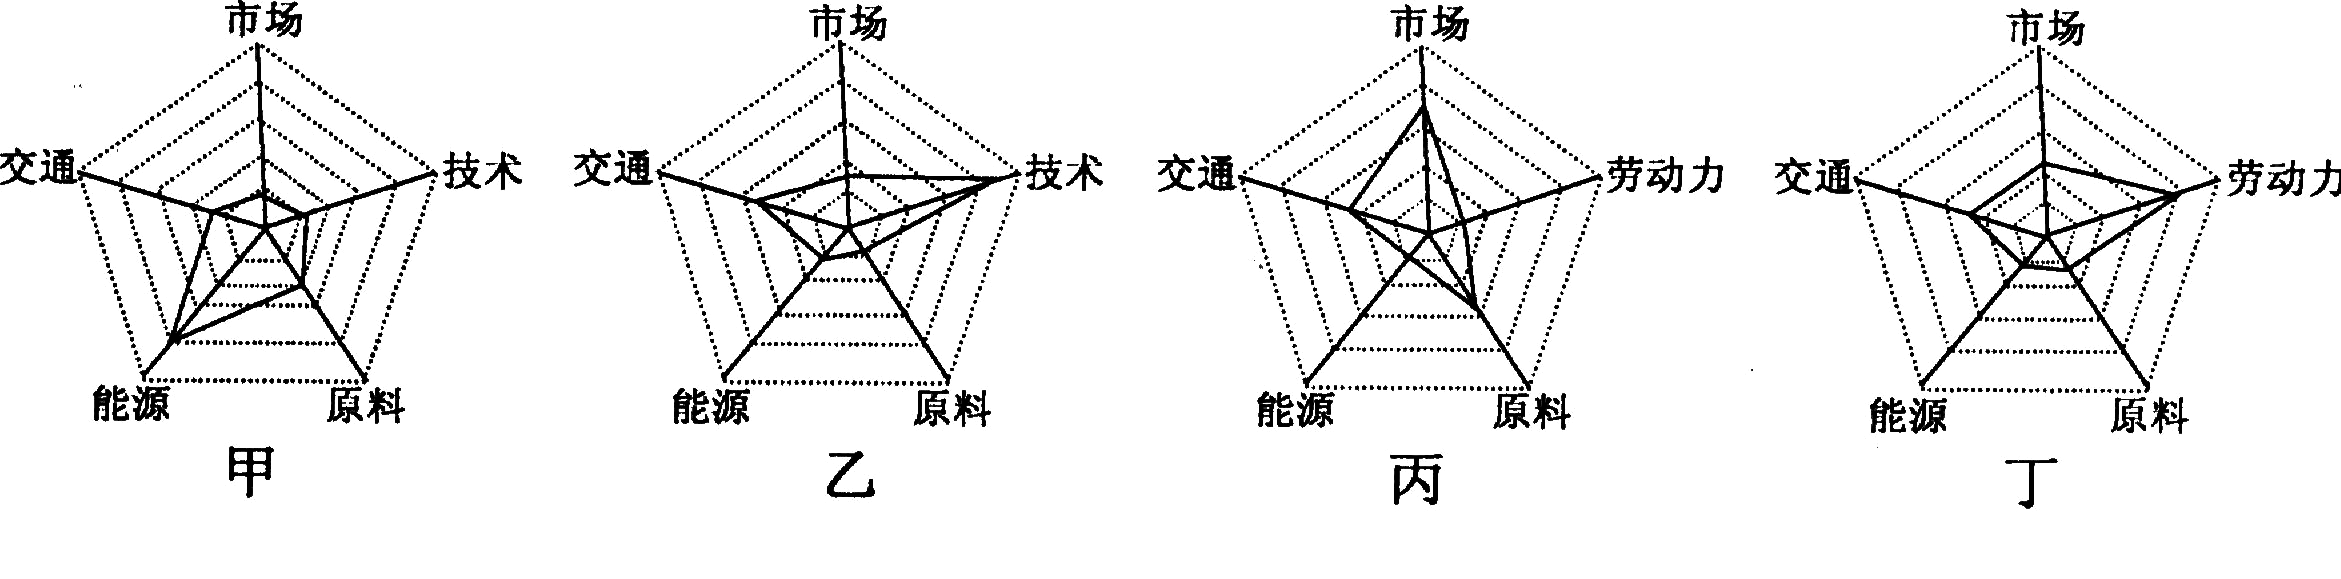 市场 市场 市场 市场
交通 技术 交通 技术 交通 劳动力 交通 劳动力
能源 原料 能源 原料 能源 原料 能源 原料
甲 乙 丙 丁